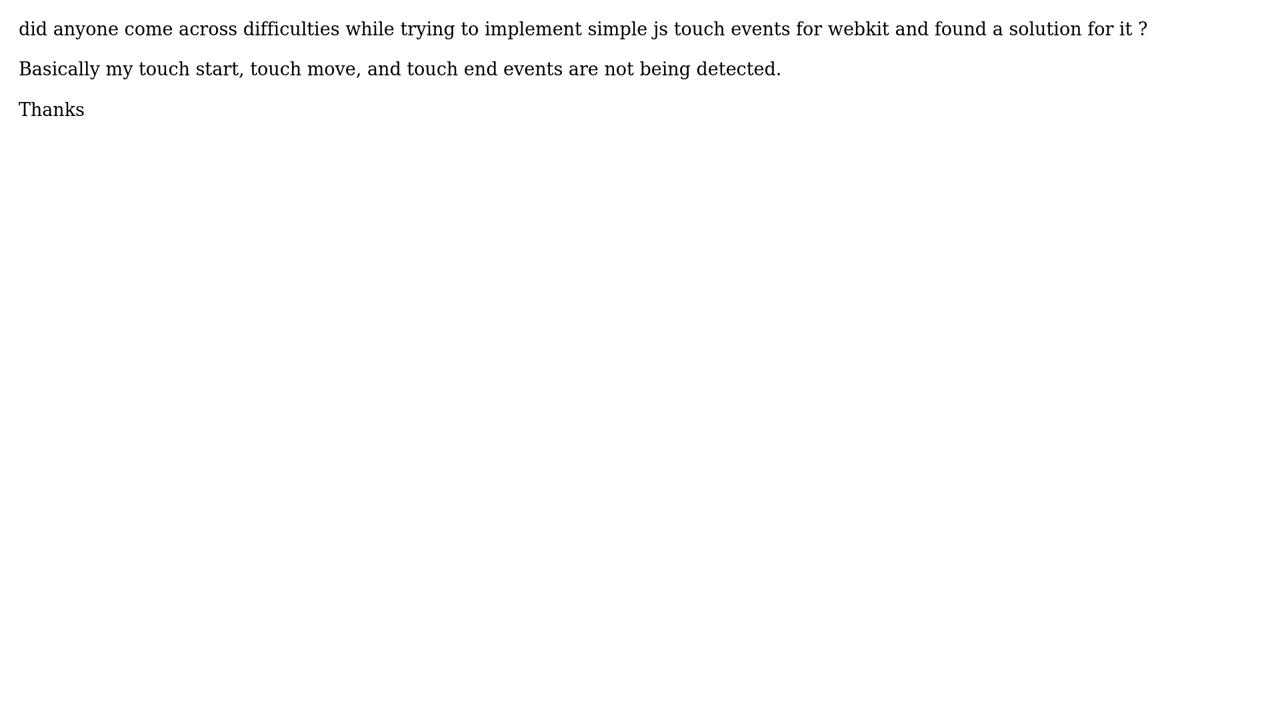 did anyone come across difficulties while trying to implement simple js touch events for webkit and found a solution for it ?
Basically my touch start, touch move, and touch end events are not being detected.
Thanks